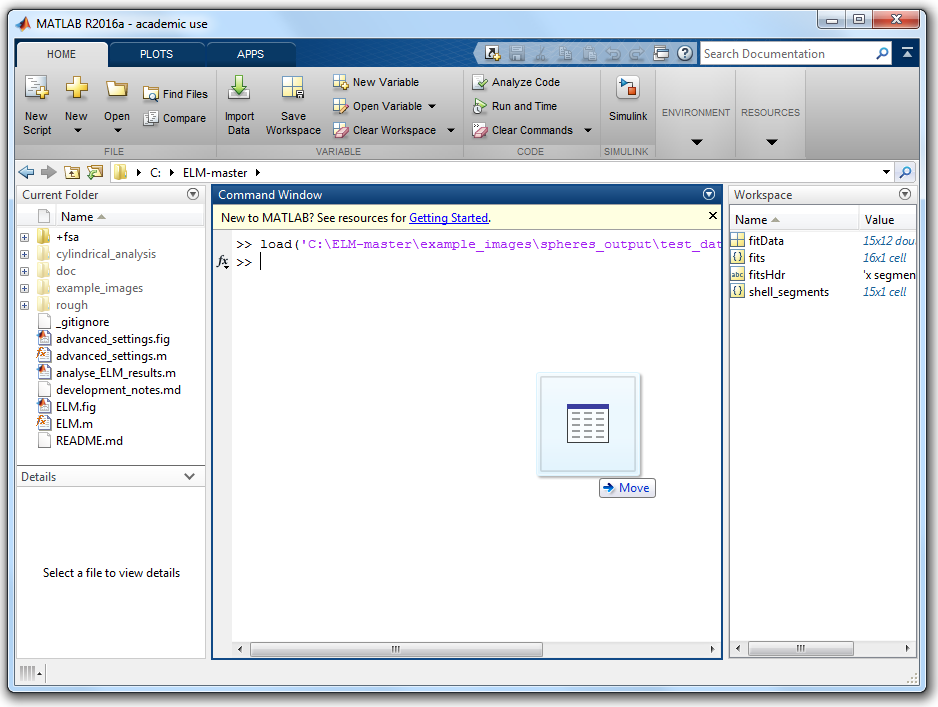 MATLAB R2016a - academic use
HOME PLOTS APPS
Search Documentation
New Script
New
Open
Find Files
Compare
FILE
Import Data
Save Workspace
New Variable
Open Variable
Clear Workspace
VARIABLE
Analyze Code
Run and Time
Clear Commands
CODE
Simulink
SIMULINK
ENVIRONMENT
RESOURCES
C: ELM-master
Current Folder
Name
+fsa
cylindrical_analysis
doc
example_images
rough
_gitignore
advanced_settings.fig
advanced_settings.m
analyse_ELM_results.m
development_notes.md
ELM.fig
ELM.m
README.md
Details
Select a file to view details
Command Window
New to MATLAB? See resources for Getting Started.
>> load('C:\ELM-master\example_images\spheres_output\test_dat
fx >>
Move
Workspace
Name Value
fitData 15x12 dou
fits 16x1 cell
abc fitsHdr 'x segmen
shell_segments 15x1 cell